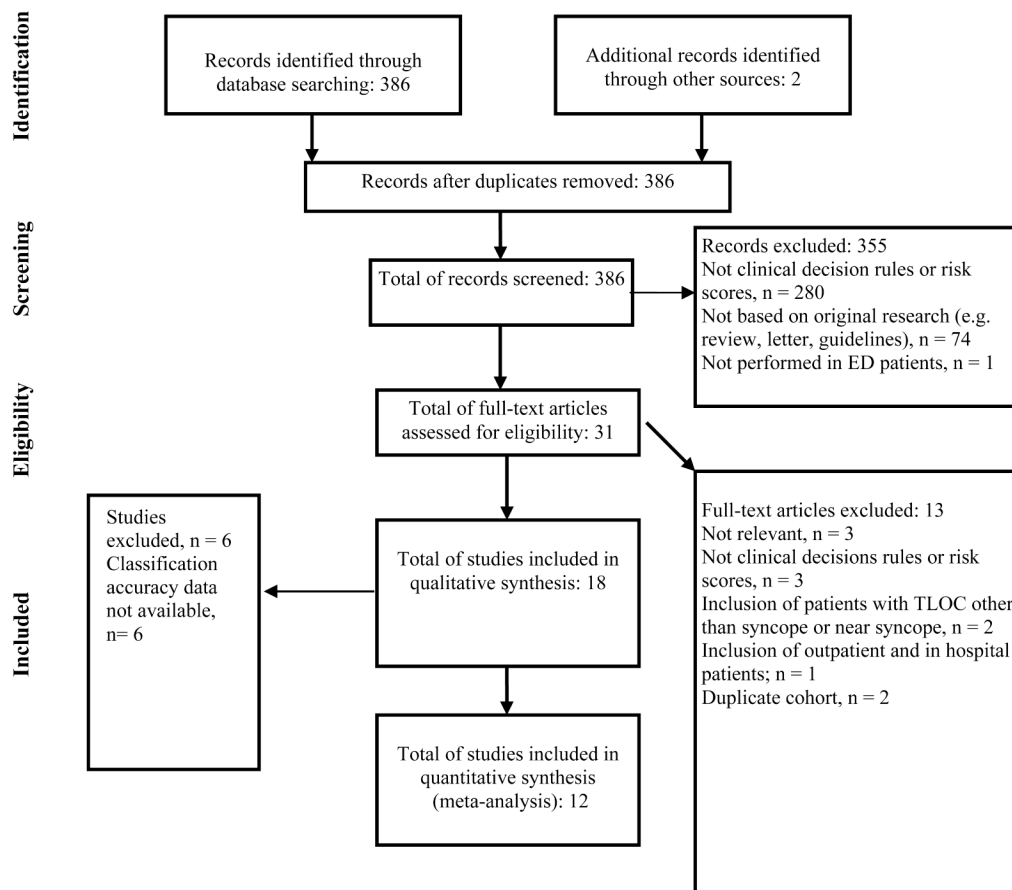 Identification
Records identified through
database searching: 386
Additional records identified
through other sources: 2
Records after duplicates removed: 386
Screening
Total of records screened: 386
Records excluded: 355
Not clinical decision rules or risk
scores, n = 280
Not based on original research (e.g.
review, letter, guidelines), n = 74
Not performed in ED patients, n = 1
Eligibility
Total of full-text articles
assessed for eligibility: 31
Full-text articles excluded: 13
Not relevant, n = 3
Not clinical decisions rules or risk
scores, n = 3
Inclusion of patients with TLOC other
than syncope or near syncope, n = 2
Inclusion of outpatient and in hospital
patients; n = 1
Duplicate cohort, n = 2
Included
Total of studies included in
qualitative synthesis: 18
Studies
excluded, n = 6
Classification
accuracy data
not available,
n= 6
Total of studies included in
quantitative synthesis
(meta-analysis): 12